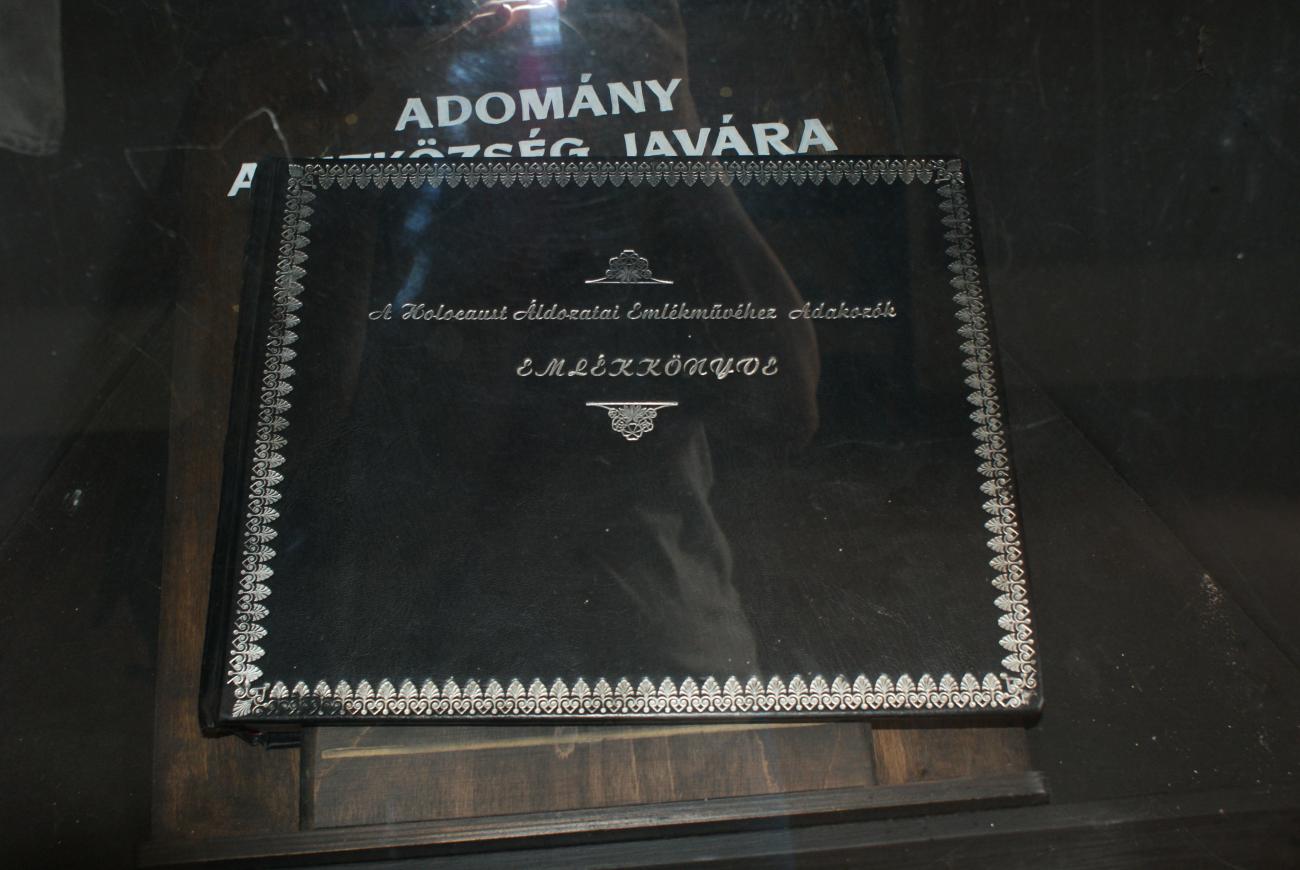 ADOMÁNY
JAVÁRA
A Holocaust Áldozatai Emlékművéhez Adakozók
EMLÉKKÖNYVE